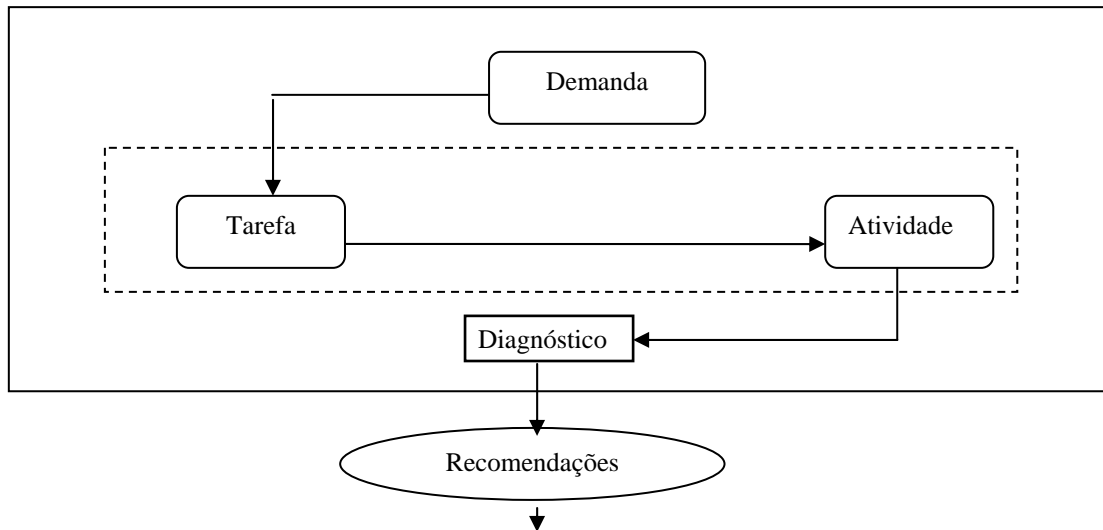 Demanda
Tarefa
Atividade
Diagnóstico
Recomendações